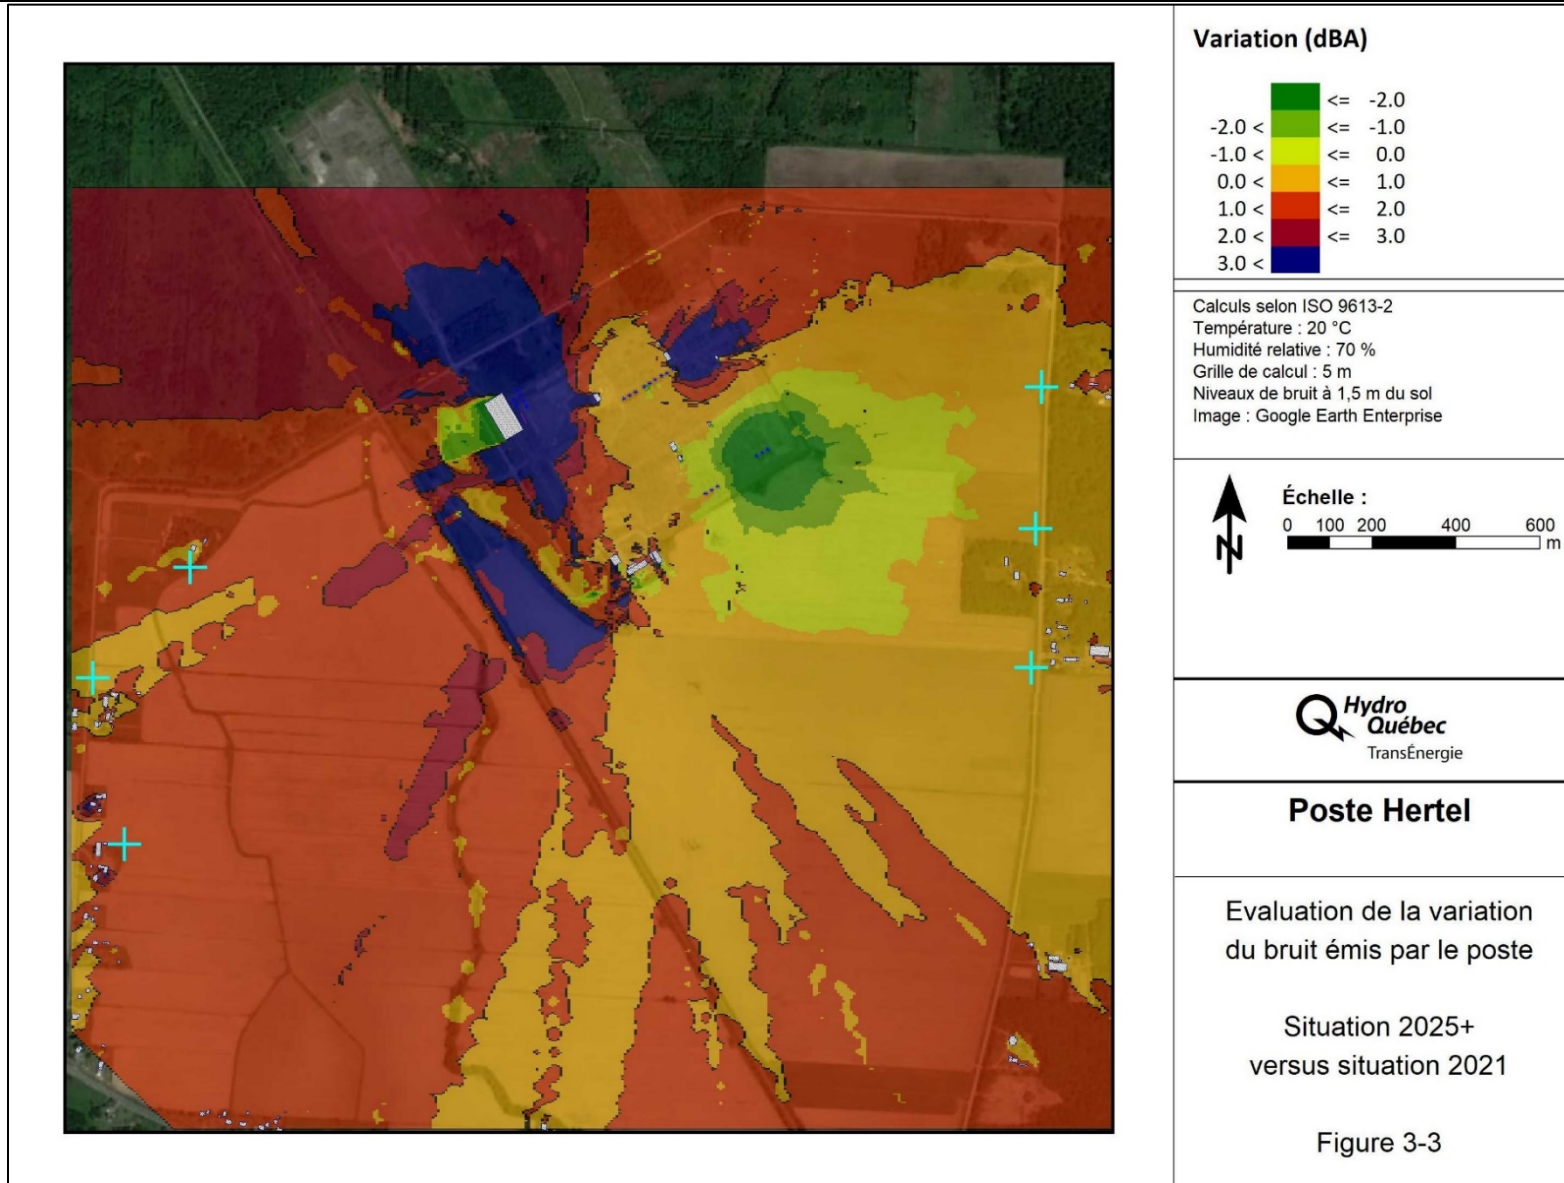 Variation (dBA)
<= -2.0
-2.0 < <= -1.0
-1.0 < <= 0.0
0.0 < <= 1.0
1.0 < <= 2.0
2.0 < <= 3.0
3.0 <
Calculs selon ISO 9613-2
Température : 20 °C
Humidité relative : 70 %
Grille de calcul : 5 m
Niveaux de bruit à 1,5 m du sol
Image : Google Earth Enterprise
N
Échelle :
0 100 200 400 600
m
Hydro
Québec
TransÉnergie
Poste Hertel
Evaluation de la variation
du bruit émis par le poste
Situation 2025+
versus situation 2021
Figure 3-3